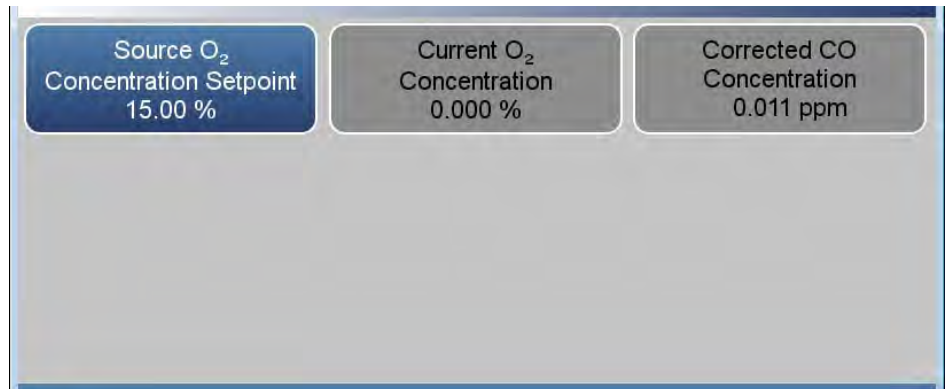 Source O₂
Concentration Setpoint
15.00 %
Current O₂
Concentration
0.000 %
Corrected CO
Concentration
0.011 ppm